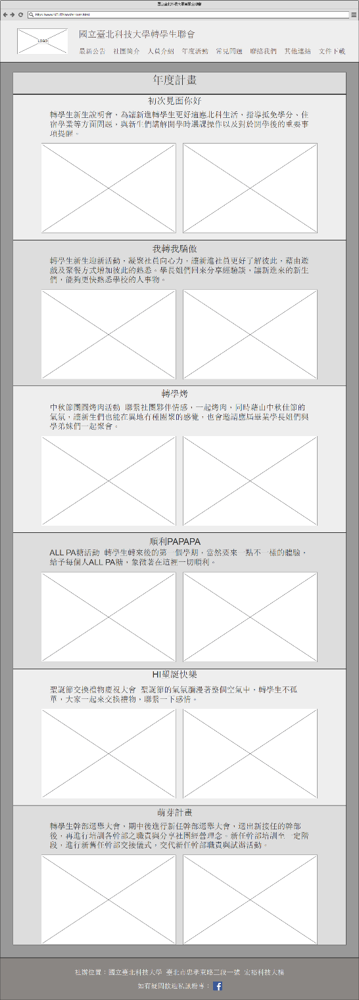 國立臺北科技大學轉學生聯會
https://www.NTUTtransfer.com.html
LOGO
國立臺北科技大學轉學生聯會
最新公告 社團簡介 人員介紹 年度活動 常見問題 聯絡我們 其他連結 文件下載
年度計畫
初次見面你好
轉學生新生說明會，為讓新進轉學生更好適應北科生活，指導抵免學分、住
宿學業等方面問題，與新生們講解開學時選課操作以及對於開學後的重要事
項提醒。
我轉我驕傲
轉學生新生迎新活動，凝聚社員向心力，讓新進社員更好了解彼此，藉由遊
戲及聚餐方式增加彼此的熟悉。學長姐們回來分享經驗談，讓新進來的新生
們，能夠更快熟悉學校的人事物。
轉學烤
中秋節團圓烤肉活動 聯繫社團夥伴情感，一起烤肉，同時藉由中秋佳節的
氣氛，讓新生們也能在異地有種團聚的感覺，也會邀請應屆畢業學長姐們與
學弟妹們一起聚會。
順利PAPAPA
ALL PA糖活動 轉學生轉來後的第一個學期，當然要來一點不一樣的體驗，
給予每個人ALL PA糖，象徵著在這裡一切順利。
HI聖誕快樂
聖誕節交換禮物慶祝大會 聖誕節的氣氛瀰漫著整個空氣中，轉學生不孤
單，大家一起來交換禮物，聯繫一下感情。
萌芽計畫
轉學生幹部選舉大會，期中後進行新任幹部選舉大會，選出新接任的幹部
後，再進行培訓各幹部之職責與分享社團經營理念。新任幹部培訓至一定階
段，進行新舊任幹部交接儀式，交代新任幹部職責與試辦活動。
社辦位置：國立臺北科技大學 臺北市忠孝東路三段一號 宏裕科技大樓
如有疑問歡迎私訊粉專：